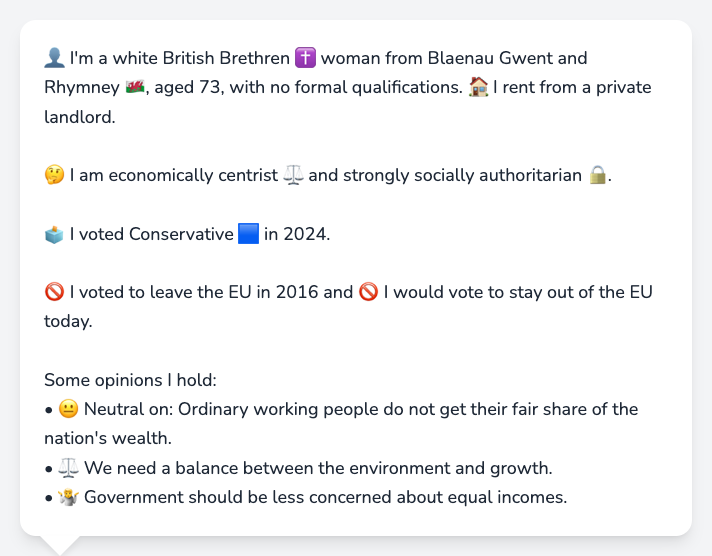 👤 I'm a white British Brethren ✝️ woman from Blaenau Gwent and
Rhymney 🏴󠁧󠁢󠁷󠁬󠁳󠁿, aged 73, with no formal qualifications. 🏠 I rent from a private
landlord.
🤔 I am economically centrist ⚖️ and strongly socially authoritarian 🔒.
🗳️ I voted Conservative 🟦 in 2024.
🚫 I voted to leave the EU in 2016 and 🚫 I would vote to stay out of the EU
today.
Some opinions I hold:
• 😐 Neutral on: Ordinary working people do not get their fair share of the
nation's wealth.
• ⚖️ We need a balance between the environment and growth.
• 🤷 Government should be less concerned about equal incomes.